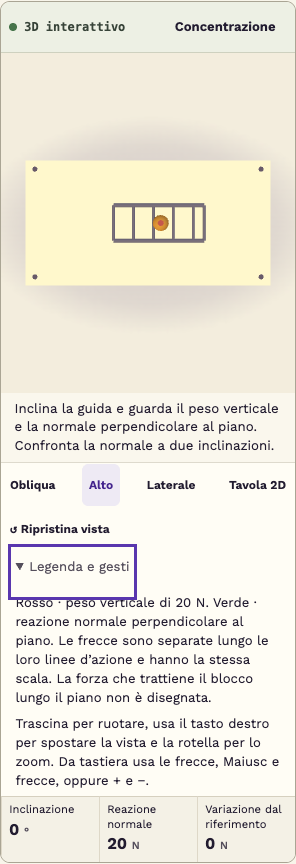 3D interattivo
Concentrazione
Inclina la guida e guarda il peso verticale
e la normale perpendicolare al piano.
Confronta la normale a due inclinazioni.
Obliqua
Alto
Laterale
Tavola 2D
↺ Ripristina vista
▼ Legenda e gesti
Rosso · peso verticale di 20 N. Verde ·
reazione normale perpendicolare al
piano. Le frecce sono separate lungo le
loro linee d’azione e hanno la stessa
scala. La forza che trattiene il blocco
lungo il piano non è disegnata.
Trascina per ruotare, usa il tasto destro
per spostare la vista e la rotella per lo
zoom. Da tastiera usa le frecce, Maiusc e
frecce, oppure + e −.
Inclinazione
0 °
Reazione
normale
20 N
Variazione dal
riferimento
0 N